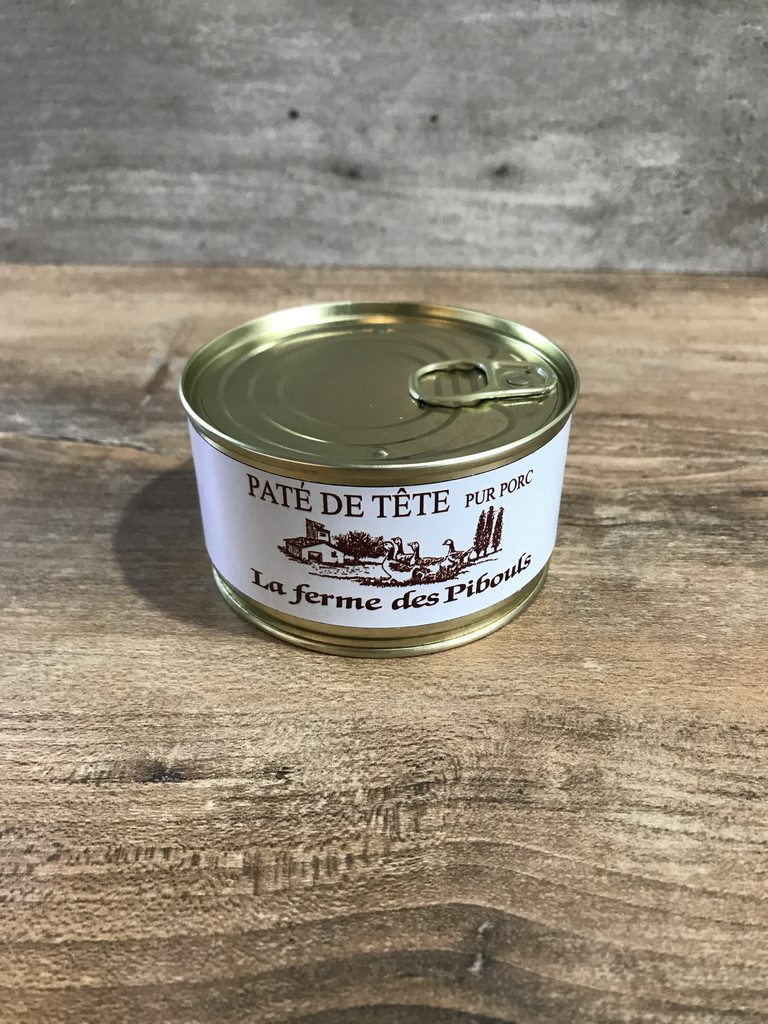 PATÉ DE TÊTE PUR PORC
La ferme des Pibouls